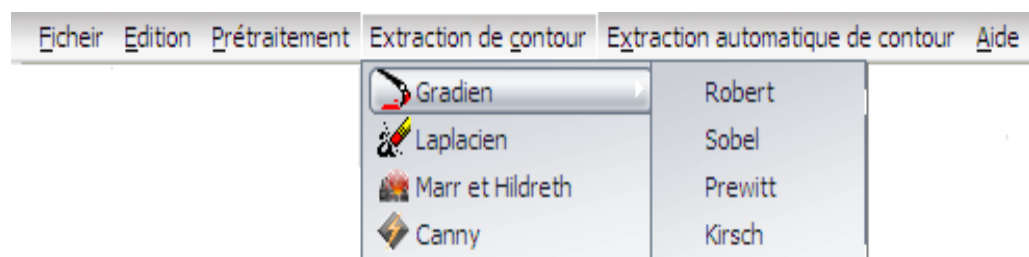 Ficheir Edition Prétraitement Extraction de contour Extraction automatique de contour Aide
Gradien Robert
Laplacien Sobel
Marr et Hildreth Prewitt
Canny Kirsch